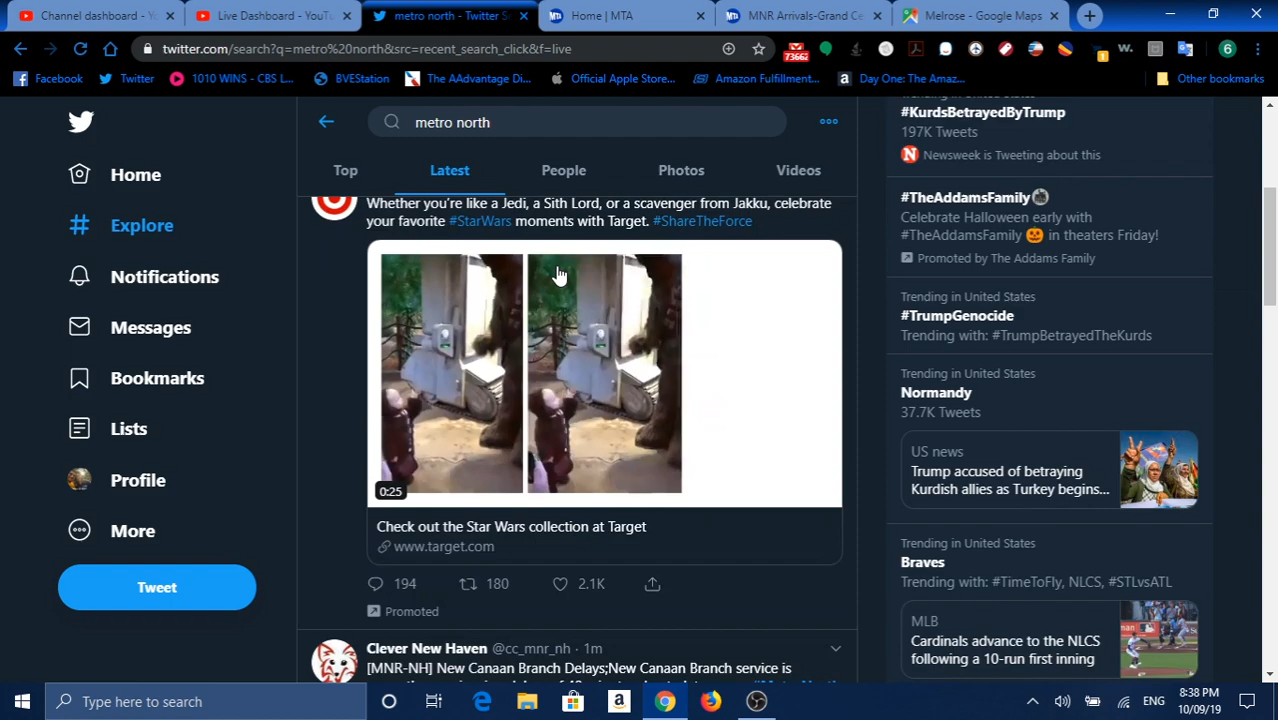 Channel dashboard - Y
Live Dashboard - YouTu
metro north - Twitter S
Home | MTA
MNR Arrivals-Grand Ce
Melrose - Google Maps
twitter.com/search?q=metro%20north&src=recent_search_click&f=live
73662
6
Facebook
Twitter
1010 WINS - CBS L...
BVEStation
The AAdvantage Di...
Official Apple Store...
Amazon Fulfillment...
Day One: The Amaz...
Other bookmarks
Home
Explore
Notifications
Messages
Bookmarks
Lists
Profile
More
Tweet
metro north
Top
Latest
People
Photos
Videos
Whether you're like a Jedi, a Sith Lord, or a scavenger from Jakku, celebrate
your favorite #StarWars moments with Target. #ShareTheForce
0:25
Check out the Star Wars collection at Target
www.target.com
194
180
2.1K
Promoted
Clever New Haven @cc_mnr_nh · 1m
[MNR-NH] New Canaan Branch Delays;New Canaan Branch service is
Trending in United States
#KurdsBetrayedByTrump
197K Tweets
Newsweek is Tweeting about this
#TheAddamsFamily
Celebrate Halloween early with
#TheAddamsFamily 🎃 in theaters Friday!
Promoted by The Addams Family
Trending in United States
#TrumpGenocide
Trending with: #TrumpBetrayedTheKurds
Trending in United States
Normandy
37.7K Tweets
US news
Trump accused of betraying
Kurdish allies as Turkey begins...
Trending in United States
Braves
Trending with: #TimeToFly, NLCS, #STLvsATL
MLB
Cardinals advance to the NLCS
following a 10-run first inning
Type here to search
ENG
8:38 PM
10/09/19